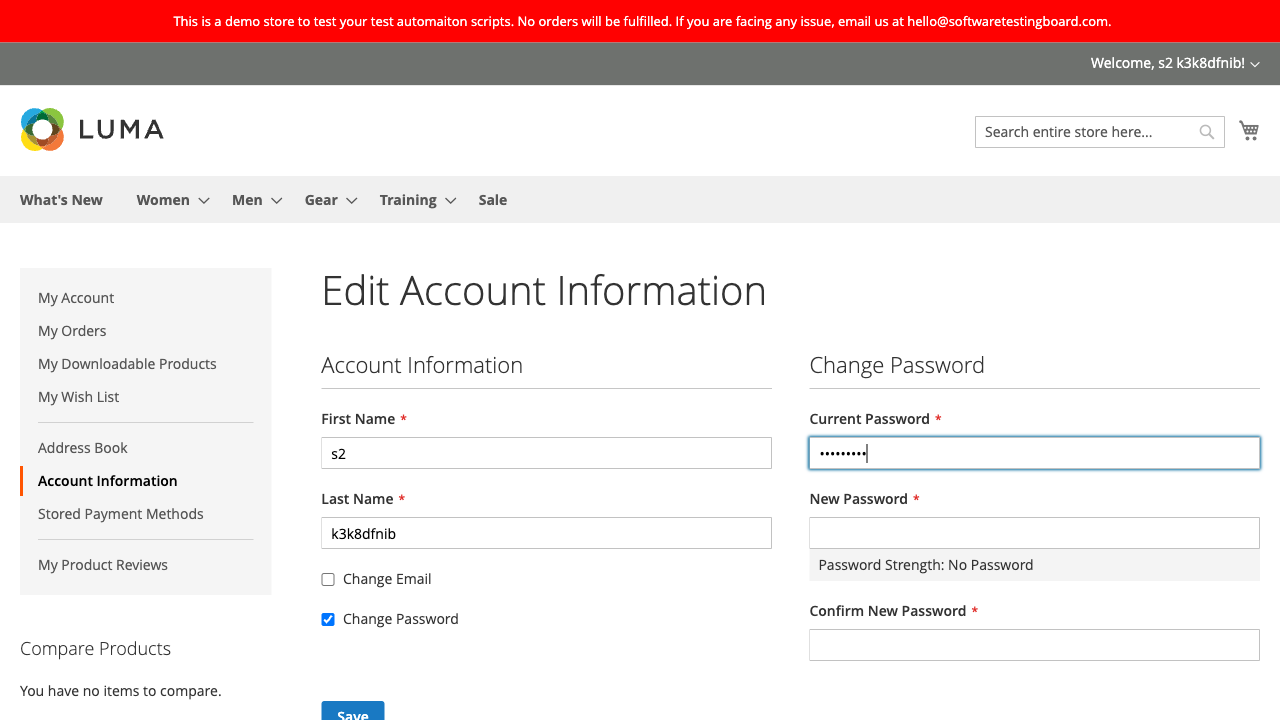 This is a demo store to test your test automaiton scripts. No orders will be fulfilled. If you are facing any issue, email us at hello@softwaretestingboard.com.
Welcome, s2 k3k8dfnib!
LUMA
Search entire store here...
What's New Women Men Gear Training Sale
My Account
My Orders
My Downloadable Products
My Wish List
Address Book
Account Information
Stored Payment Methods
My Product Reviews
Compare Products
You have no items to compare.
Edit Account Information
Account Information
First Name *
s2
Last Name *
k3k8dfnib
Change Email
Change Password
Save
Change Password
Current Password *
•••••••••
New Password *
Password Strength: No Password
Confirm New Password *